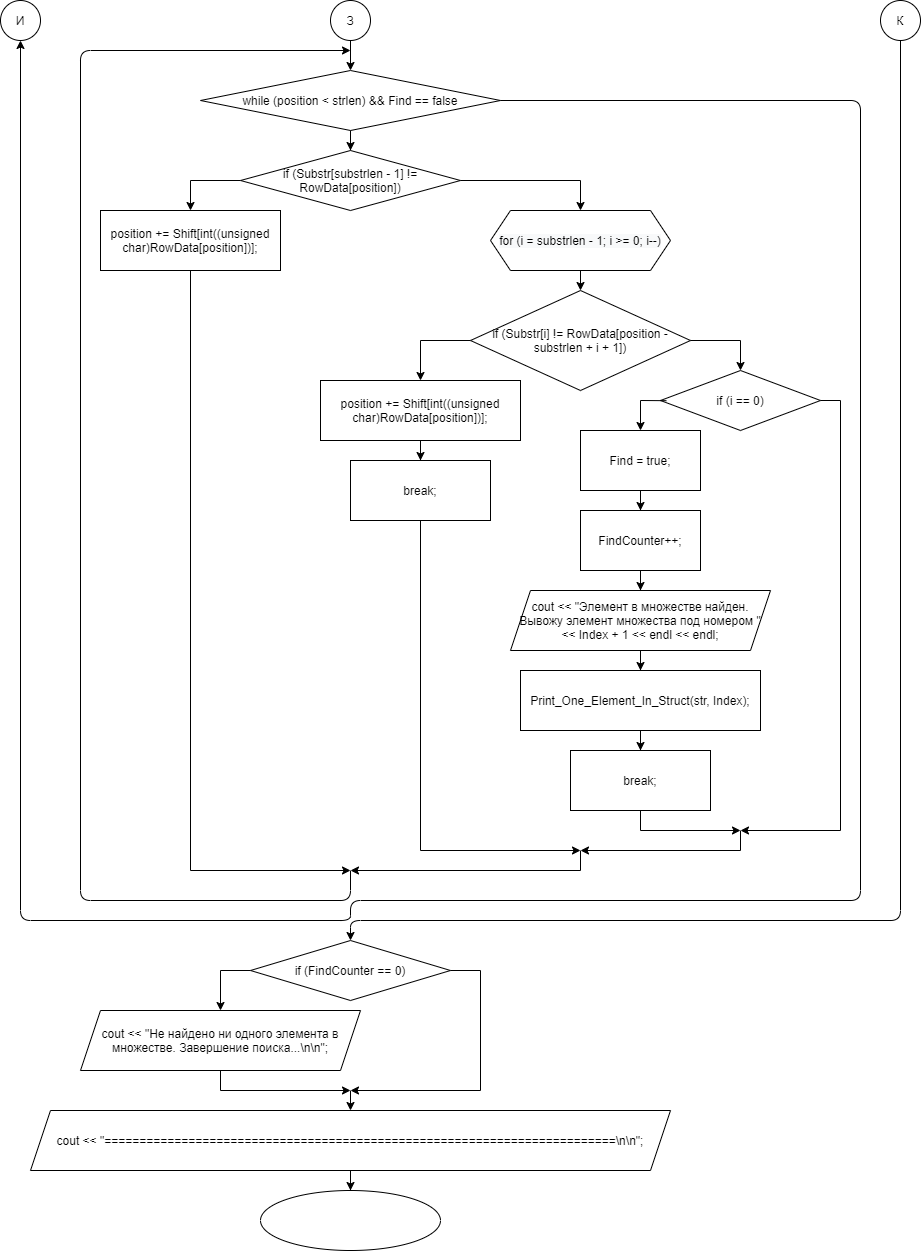 И
З
К
while (position < strlen) && Find == false
if (Substr[substrlen - 1] !=
RowData[position])
position += Shift[int((unsigned
char)RowData[position])];
for (i = substrlen - 1; i >= 0; i--)
if (Substr[i] != RowData[position -
substrlen + i + 1])
position += Shift[int((unsigned
char)RowData[position])];
if (i == 0)
Find = true;
break;
FindCounter++;
cout << "Элемент в множестве найден.
Вывожу элемент множества под номером "
<< Index + 1 << endl << endl;
Print_One_Element_In_Struct(str, Index);
break;
if (FindCounter == 0)
cout << "Не найдено ни одного элемента в
множестве. Завершение поиска...\n\n";
cout << "=========================================================================\n\n";